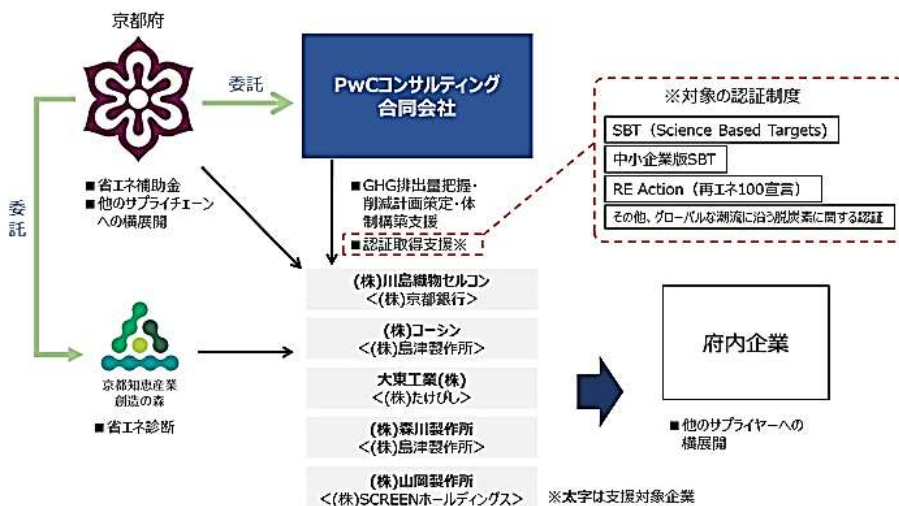 京都府
委託
PwCコンサルティング
合同会社
※対象の認証制度
SBT（Science Based Targets)
中小企業版SBT
RE Action（再エネ100宣言）
その他、グローバルな潮流に沿う脱炭素に関する認証
委託
■省エネ補助金
■他のサプライチェーン
への横展開
■GHG排出量把握・
削減計画策定・体
制構築支援
■認証取得支援※
(株)川島織物セルコン
<(株)京都銀行>
(株)コーシン
<(株)島津製作所>
大東工業(株)
<(株)たけびし>
(株)森川製作所
<(株)島津製作所>
(株)山岡製作所
<(株)SCREENホールディングス>
京都知恵産業
創造の森
■省エネ診断
府内企業
■他のサプライヤーへの
横展開
※太字は支援対象企業